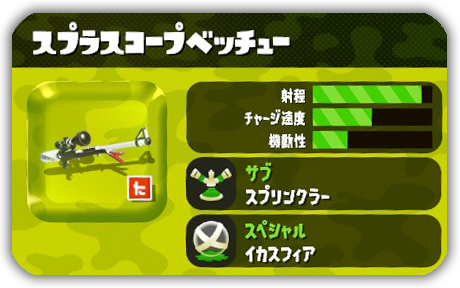 スプラスコープベッチュー
射程
チャージ速度
機動性
た
サブ
スプリンクラー
スペシャル
イカスフィア